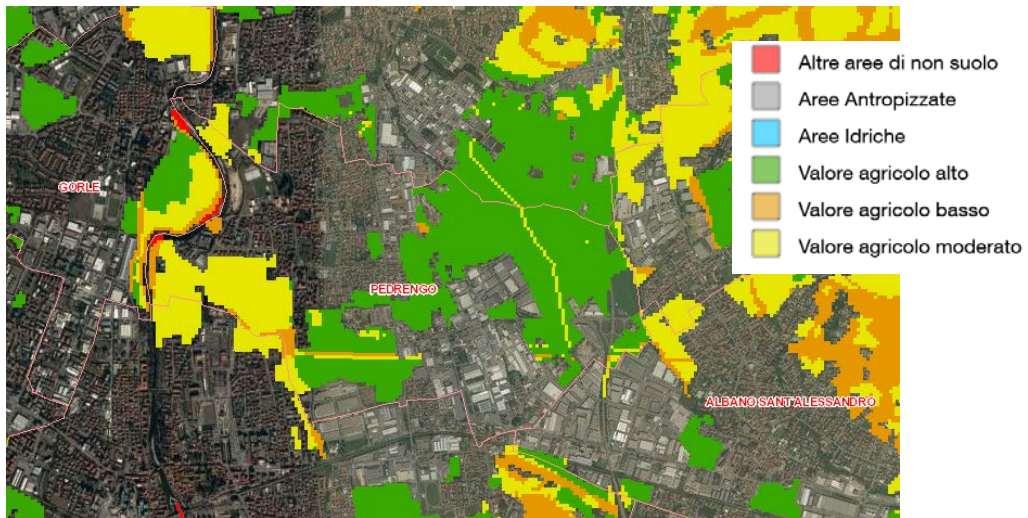 Altre aree di non suolo
Aree Antropizzate
Aree Idriche
Valore agricolo alto
Valore agricolo basso
Valore agricolo moderato
GORLE
PEDRENGO
ALBANO SANT'ALESSANDRO